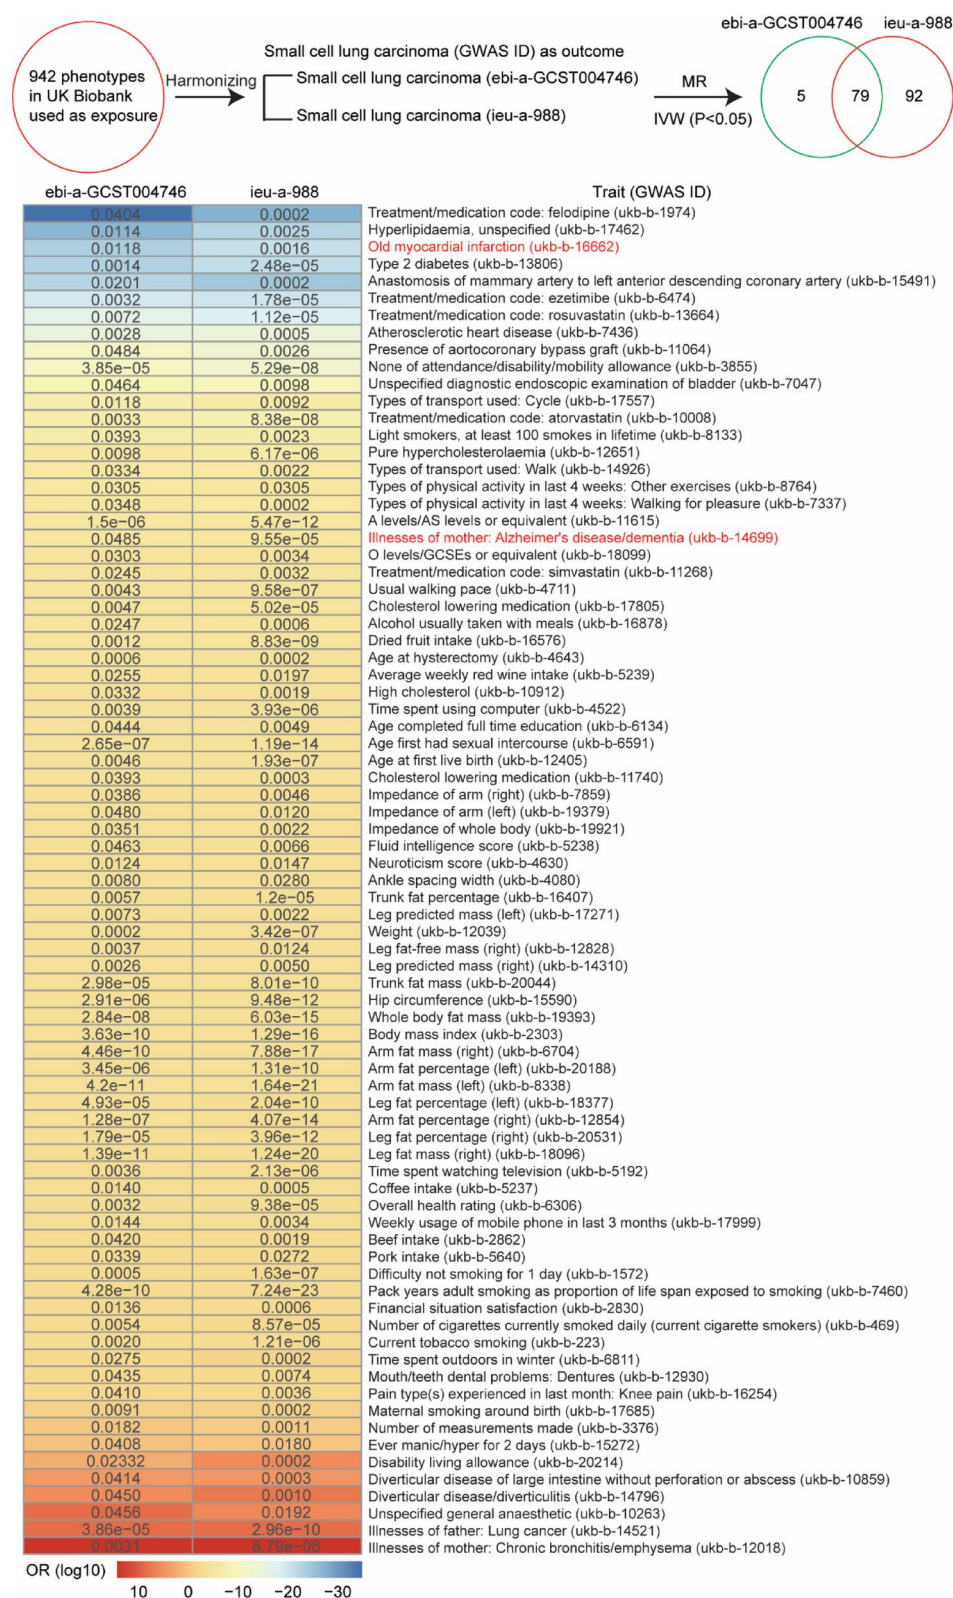 ebi-a-GCST004746 ieu-a-988
Small cell lung carcinoma (GWAS ID) as outcome
942 phenotypes
in UK Biobank
used as exposure
Harmonizing
Small cell lung carcinoma (ebi-a-GCST004746)
Small cell lung carcinoma (ieu-a-988)
MR
IVW (P<0.05)
5 79 92
ebi-a-GCST004746 ieu-a-988 Trait (GWAS ID)
0.0404 0.0002 Treatment/medication code: felodipine (ukb-b-1974)
0.0114 0.0025 Hyperlipidaemia, unspecified (ukb-b-17462)
0.0118 0.0016 Old myocardial infarction (ukb-b-16662)
0.0014 2.48e−05 Type 2 diabetes (ukb-b-13806)
0.0201 0.0002 Anastomosis of mammary artery to left anterior descending coronary artery (ukb-b-15491)
0.0032 1.78e−05 Treatment/medication code: ezetimibe (ukb-b-6474)
0.0072 1.12e−05 Treatment/medication code: rosuvastatin (ukb-b-13664)
0.0028 0.0005 Atherosclerotic heart disease (ukb-b-7436)
0.0484 0.0026 Presence of aortocoronary bypass graft (ukb-b-11064)
3.85e−05 5.29e−08 None of attendance/disability/mobility allowance (ukb-b-3855)
0.0464 0.0098 Unspecified diagnostic endoscopic examination of bladder (ukb-b-7047)
0.0118 0.0092 Types of transport used: Cycle (ukb-b-17557)
0.0033 8.38e−08 Treatment/medication code: atorvastatin (ukb-b-10008)
0.0393 0.0023 Light smokers, at least 100 smokes in lifetime (ukb-b-8133)
0.0098 6.17e−06 Pure hypercholesterolaemia (ukb-b-12651)
0.0334 0.0022 Types of transport used: Walk (ukb-b-14926)
0.0305 0.0305 Types of physical activity in last 4 weeks: Other exercises (ukb-b-8764)
0.0348 0.0002 Types of physical activity in last 4 weeks: Walking for pleasure (ukb-b-7337)
1.5e−06 5.47e−12 A levels/AS levels or equivalent (ukb-b-11615)
0.0485 9.55e−05 Illnesses of mother: Alzheimer's disease/dementia (ukb-b-14699)
0.0303 0.0034 O levels/GCSEs or equivalent (ukb-b-18099)
0.0245 0.0032 Treatment/medication code: simvastatin (ukb-b-11268)
0.0043 9.58e−07 Usual walking pace (ukb-b-4711)
0.0047 5.02e−05 Cholesterol lowering medication (ukb-b-17805)
0.0247 0.0006 Alcohol usually taken with meals (ukb-b-16878)
0.0012 8.83e−09 Dried fruit intake (ukb-b-16576)
0.0006 0.0002 Age at hysterectomy (ukb-b-4643)
0.0255 0.0197 Average weekly red wine intake (ukb-b-5239)
0.0332 0.0019 High cholesterol (ukb-b-10912)
0.0039 3.93e−06 Time spent using computer (ukb-b-4522)
0.0444 0.0049 Age completed full time education (ukb-b-6134)
2.65e−07 1.19e−14 Age first had sexual intercourse (ukb-b-6591)
0.0046 1.93e−07 Age at first live birth (ukb-b-12405)
0.0393 0.0003 Cholesterol lowering medication (ukb-b-11740)
0.0386 0.0046 Impedance of arm (right) (ukb-b-7859)
0.0480 0.0120 Impedance of arm (left) (ukb-b-19379)
0.0351 0.0022 Impedance of whole body (ukb-b-19921)
0.0463 0.0066 Fluid intelligence score (ukb-b-5238)
0.0124 0.0147 Neuroticism score (ukb-b-4630)
0.0080 0.0280 Ankle spacing width (ukb-b-4080)
0.0057 1.2e−05 Trunk fat percentage (ukb-b-16407)
0.0073 0.0022 Leg predicted mass (left) (ukb-b-17271)
0.0002 3.42e−07 Weight (ukb-b-12039)
0.0037 0.0124 Leg fat-free mass (right) (ukb-b-12828)
0.0026 0.0050 Leg predicted mass (right) (ukb-b-14310)
2.98e−05 8.01e−10 Trunk fat mass (ukb-b-20044)
2.91e−06 9.48e−12 Hip circumference (ukb-b-15590)
2.84e−08 6.03e−15 Whole body fat mass (ukb-b-19393)
3.63e−10 1.29e−16 Body mass index (ukb-b-2303)
4.46e−10 7.88e−17 Arm fat mass (right) (ukb-b-6704)
3.45e−06 1.31e−10 Arm fat percentage (left) (ukb-b-20188)
4.2e−11 1.64e−21 Arm fat mass (left) (ukb-b-8338)
4.93e−05 2.04e−10 Leg fat percentage (left) (ukb-b-18377)
1.28e−07 4.07e−14 Arm fat percentage (right) (ukb-b-12854)
1.79e−05 3.96e−12 Leg fat percentage (right) (ukb-b-20531)
1.39e−11 1.24e−20 Leg fat mass (right) (ukb-b-18096)
0.0036 2.13e−06 Time spent watching television (ukb-b-5192)
0.0140 0.0005 Coffee intake (ukb-b-5237)
0.0032 9.38e−05 Overall health rating (ukb-b-6306)
0.0144 0.0034 Weekly usage of mobile phone in last 3 months (ukb-b-17999)
0.0420 0.0019 Beef intake (ukb-b-2862)
0.0339 0.0272 Pork intake (ukb-b-5640)
0.0005 1.63e−07 Difficulty not smoking for 1 day (ukb-b-1572)
4.28e−10 7.24e−23 Pack years adult smoking as proportion of life span exposed to smoking (ukb-b-7460)
0.0136 0.0006 Financial situation satisfaction (ukb-b-2830)
0.0054 8.57e−05 Number of cigarettes currently smoked daily (current cigarette smokers) (ukb-b-469)
0.0020 1.21e−06 Current tobacco smoking (ukb-b-223)
0.0275 0.0002 Time spent outdoors in winter (ukb-b-6811)
0.0435 0.0074 Mouth/teeth dental problems: Dentures (ukb-b-12930)
0.0410 0.0036 Pain type(s) experienced in last month: Knee pain (ukb-b-16254)
0.0091 0.0002 Maternal smoking around birth (ukb-b-17685)
0.0182 0.0011 Number of measurements made (ukb-b-3376)
0.0408 0.0180 Ever manic/hyper for 2 days (ukb-b-15272)
0.02332 0.0002 Disability living allowance (ukb-b-20214)
0.0414 0.0003 Diverticular disease of large intestine without perforation or abscess (ukb-b-10859)
0.0450 0.0010 Diverticular disease/diverticulitis (ukb-b-14796)
0.0456 0.0192 Unspecified general anaesthetic (ukb-b-10263)
3.86e−05 2.96e−10 Illnesses of father: Lung cancer (ukb-b-14521)
0.0031 8.79e−06 Illnesses of mother: Chronic bronchitis/emphysema (ukb-b-12018)
OR (log10)
10 0 −10 −20 −30